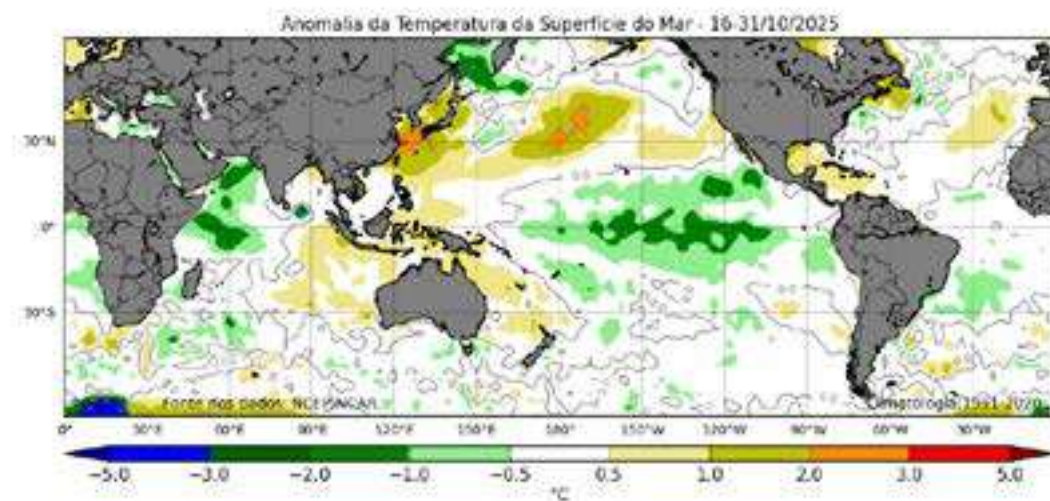 Anomalia da Temperatura da Superfície do Mar - 16-31/10/2025
30°N
0°
30°S
Fonte dos dados: NCEI/NOAA Climatologia 1991-2020
0° 30°E 60°E 90°E 120°E 150°E 180° 150°W 120°W 90°W 60°W 30°W
−5.0 −3.0 −2.0 −1.0 −0.5 0.5 1.0 2.0 3.0 5.0
°C